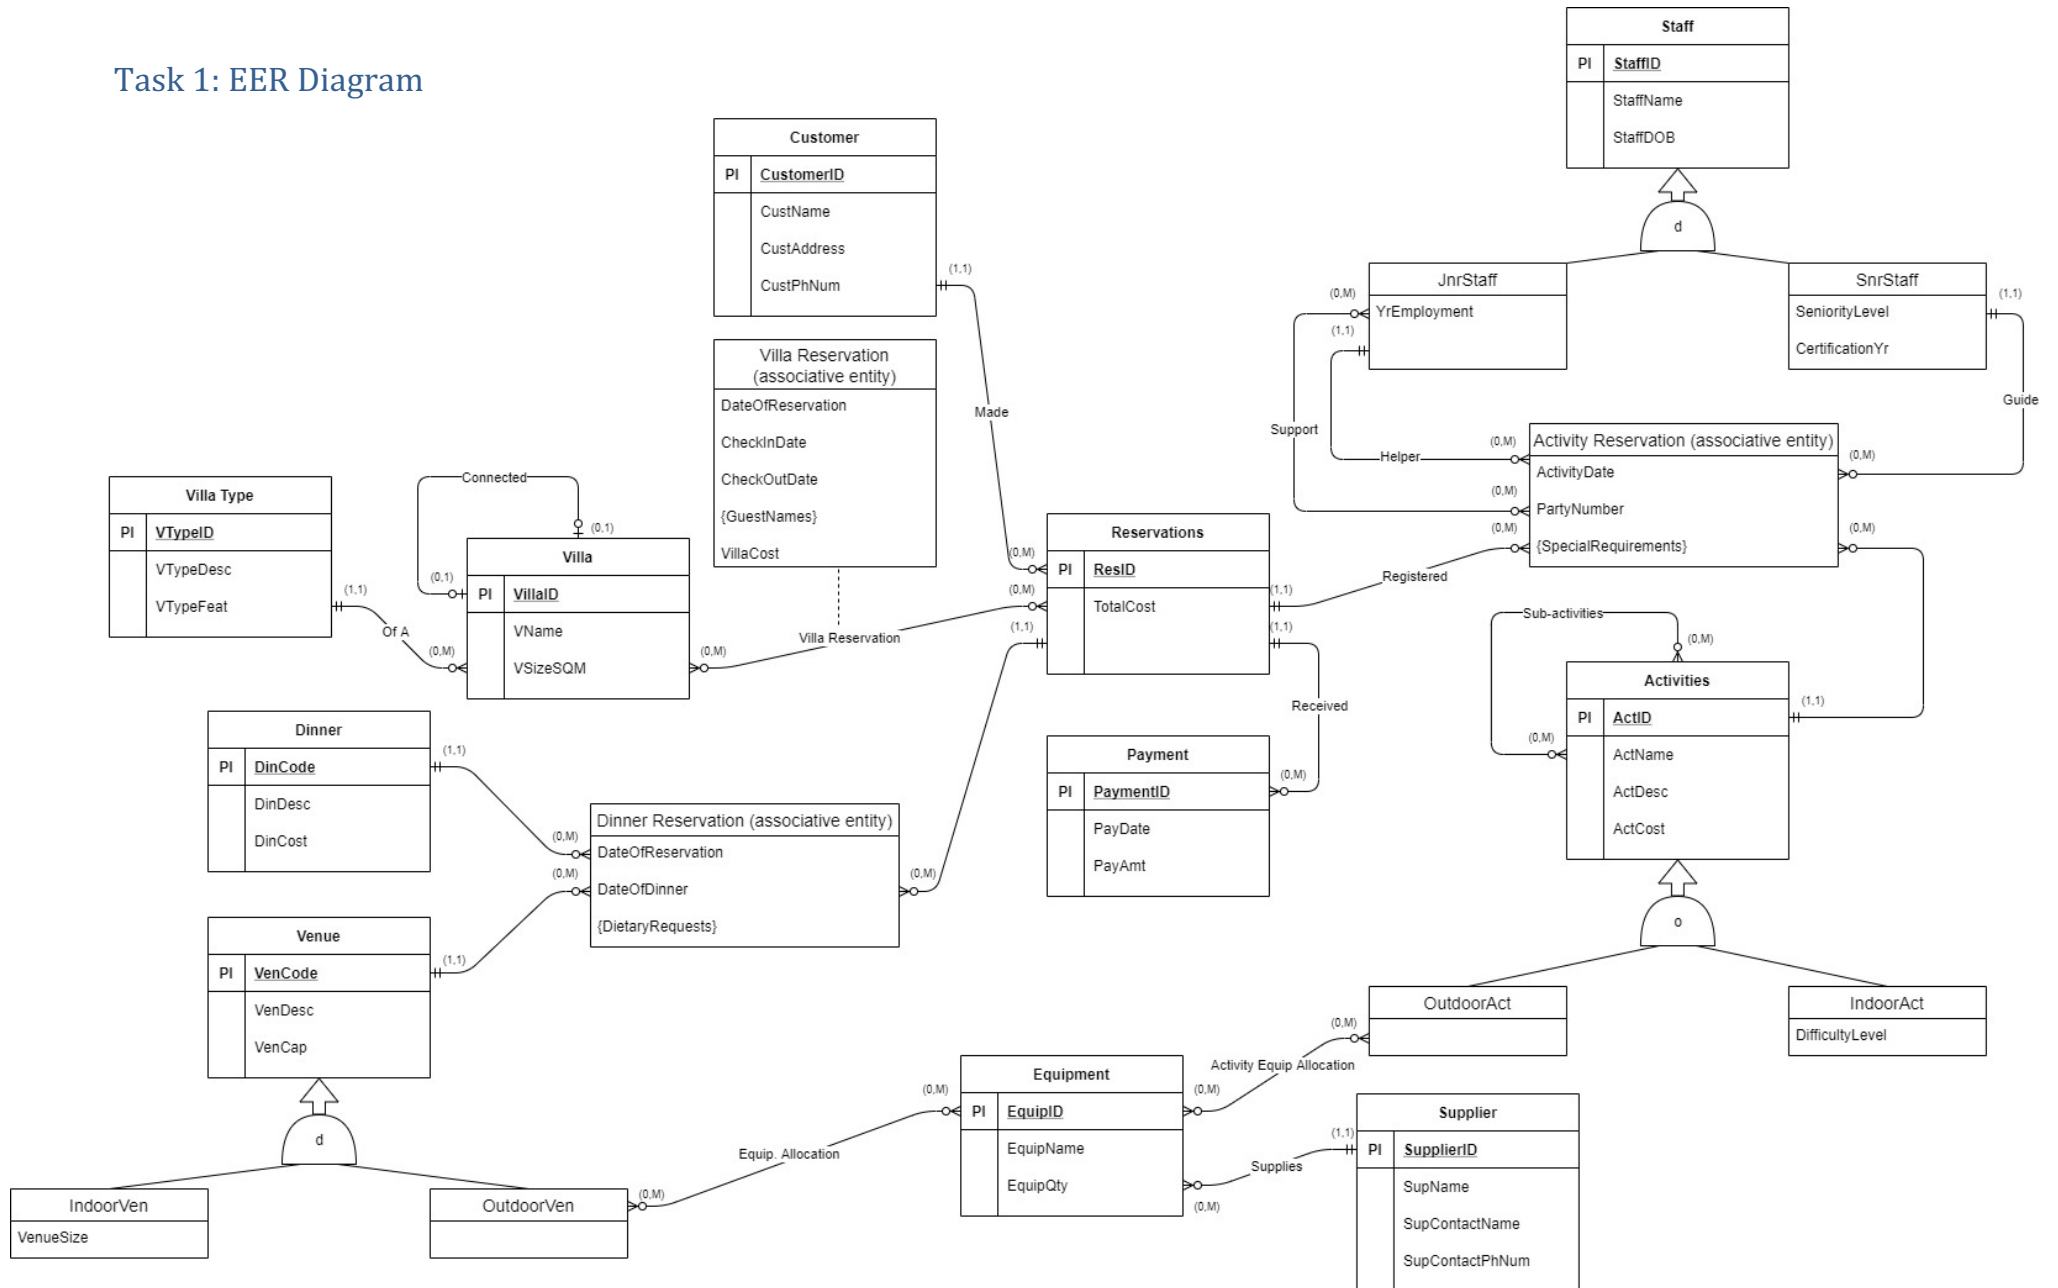 Task 1: EER Diagram
Staff
PI StaffID
StaffName
StaffDOB
d
JnrStaff
YrEmployment
SnrStaff
SeniorityLevel
CertificationYr
(0,M)
(1,1)
(1,1)
Support
Helper
Guide
Customer
PI CustomerID
CustName
CustAddress
CustPhNum
(1,1)
Made
(0,M)
Villa Reservation
(associative entity)
DateOfReservation
CheckInDate
CheckOutDate
{GuestNames}
VillaCost
Villa Type
PI VTypeID
VTypeDesc
VTypeFeat
(1,1)
Of A
(0,M)
Connected
(0,1)
(0,1)
Villa
PI VillaID
VName
VSizeSQM
(0,M)
Villa Reservation
(0,M)
(1,1)
Reservations
PI ResID
TotalCost
(1,1)
(1,1)
Registered
Received
Activity Reservation (associative entity)
ActivityDate
PartyNumber
{SpecialRequirements}
(0,M)
(0,M)
(0,M)
(0,M)
(0,M)
Sub-activities
(0,M)
(0,M)
(1,1)
Activities
PI ActID
ActName
ActDesc
ActCost
o
OutdoorAct
IndoorAct
DifficultyLevel
Payment
PI PaymentID
PayDate
PayAmt
(0,M)
Dinner
PI DinCode
DinDesc
DinCost
(1,1)
(0,M)
Dinner Reservation (associative entity)
DateOfReservation
DateOfDinner
{DietaryRequests}
(0,M)
(0,M)
Venue
PI VenCode
VenDesc
VenCap
(1,1)
d
IndoorVen
VenueSize
OutdoorVen
(0,M)
Equip. Allocation
(0,M)
Equipment
PI EquipID
EquipName
EquipQty
(0,M)
Activity Equip Allocation
(0,M)
(0,M)
Supplies
(1,1)
Supplier
PI SupplierID
SupName
SupContactName
SupContactPhNum